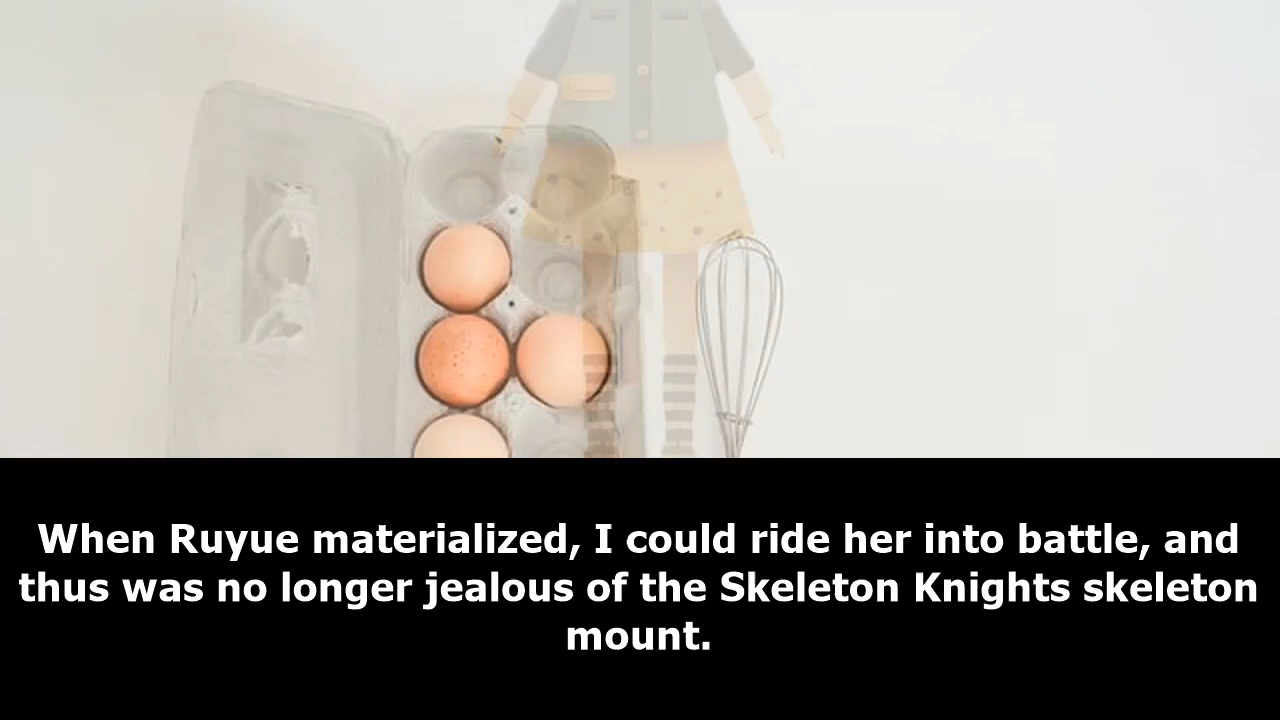 When Ruyue materialized, I could ride her into battle, and
thus was no longer jealous of the Skeleton Knights skeleton
mount.